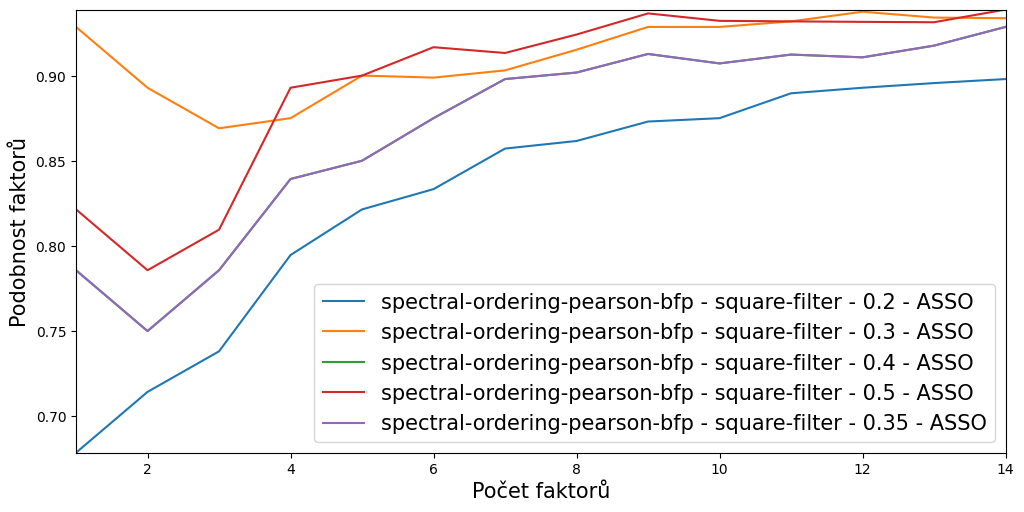 0.90
0.85
0.80
0.75
0.70
Podobnost faktorů
spectral-ordering-pearson-bfp - square-filter - 0.2 - ASSO
spectral-ordering-pearson-bfp - square-filter - 0.3 - ASSO
spectral-ordering-pearson-bfp - square-filter - 0.4 - ASSO
spectral-ordering-pearson-bfp - square-filter - 0.5 - ASSO
spectral-ordering-pearson-bfp - square-filter - 0.35 - ASSO
2 4 6 8 10 12 14
Počet faktorů